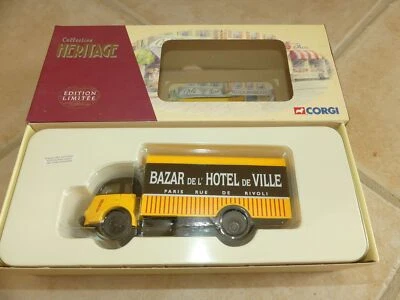 Collection
HERITAGE
EDITION
LIMITÉE
CORGI
BAZAR DE L' HOTEL DE VILLE
PARIS RUE DE RIVOLI